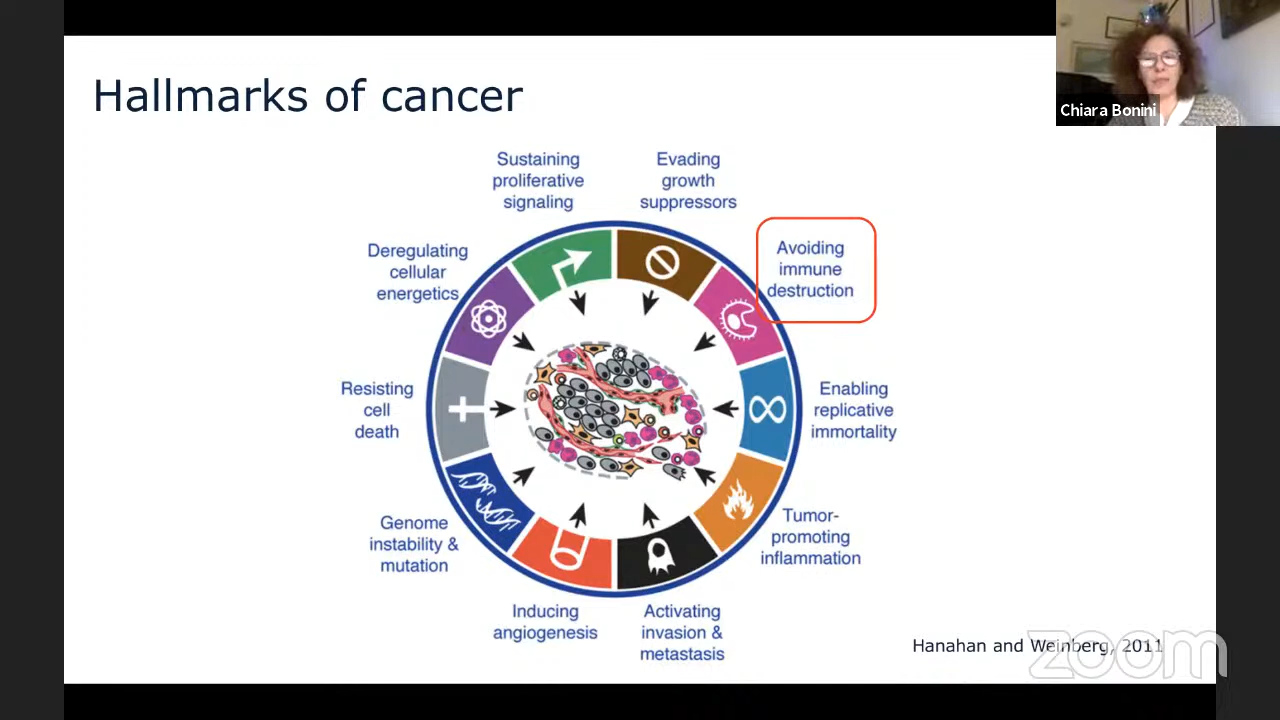 Hallmarks of cancer
Chiara Bonini
Sustaining
proliferative
signaling
Evading
growth
suppressors
Avoiding
immune
destruction
Deregulating
cellular
energetics
Resisting
cell
death
Enabling
replicative
immortality
Genome
instability &
mutation
Tumor-
promoting
inflammation
Inducing
angiogenesis
Activating
invasion &
metastasis
Hanahan and Weinberg, 2011
zoom